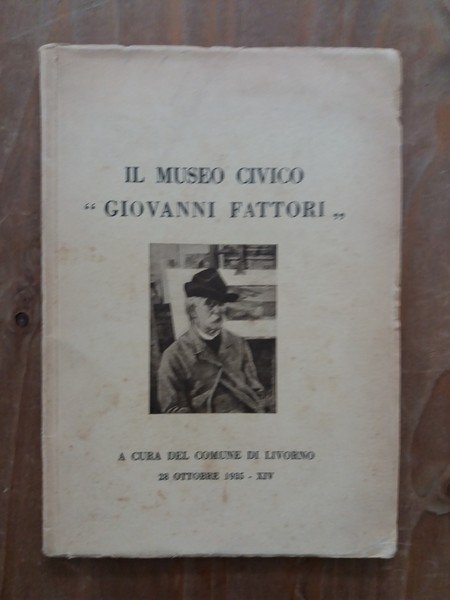 IL MUSEO CIVICO
“ GIOVANNI FATTORI „
A CURA DEL COMUNE DI LIVORNO
28 OTTOBRE 1935 - XIV